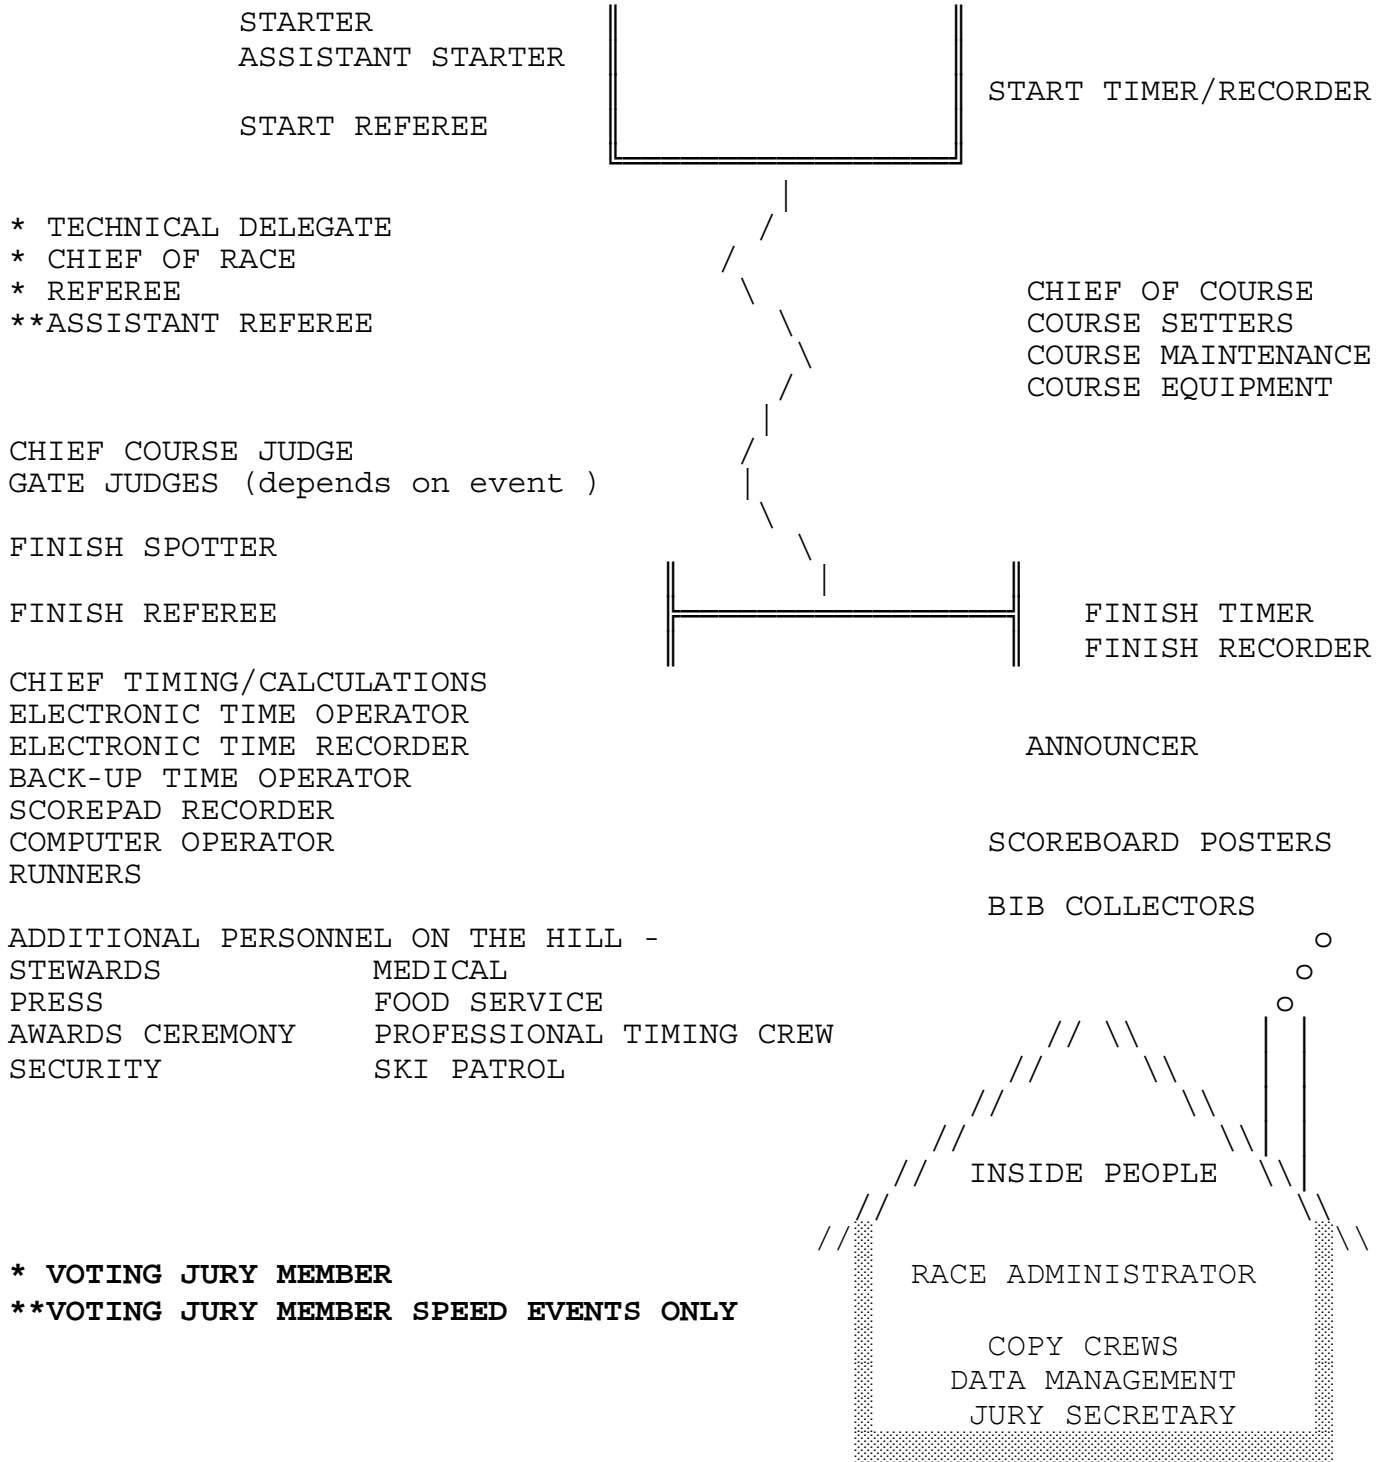 STARTER
ASSISTANT STARTER
START TIMER/RECORDER
START REFEREE
* TECHNICAL DELEGATE
* CHIEF OF RACE
* REFEREE
**ASSISTANT REFEREE
CHIEF OF COURSE
COURSE SETTERS
COURSE MAINTENANCE
COURSE EQUIPMENT
CHIEF COURSE JUDGE
GATE JUDGES (depends on event )
FINISH SPOTTER
FINISH REFEREE
FINISH TIMER
FINISH RECORDER
CHIEF TIMING/CALCULATIONS
ELECTRONIC TIME OPERATOR
ELECTRONIC TIME RECORDER
BACK-UP TIME OPERATOR
SCOREPAD RECORDER
COMPUTER OPERATOR
RUNNERS
ANNOUNCER
SCOREBOARD POSTERS
BIB COLLECTORS
ADDITIONAL PERSONNEL ON THE HILL -
STEWARDS MEDICAL
PRESS FOOD SERVICE
AWARDS CEREMONY PROFESSIONAL TIMING CREW
SECURITY SKI PATROL
INSIDE PEOPLE
RACE ADMINISTRATOR
COPY CREWS
DATA MANAGEMENT
JURY SECRETARY
* VOTING JURY MEMBER
**VOTING JURY MEMBER SPEED EVENTS ONLY